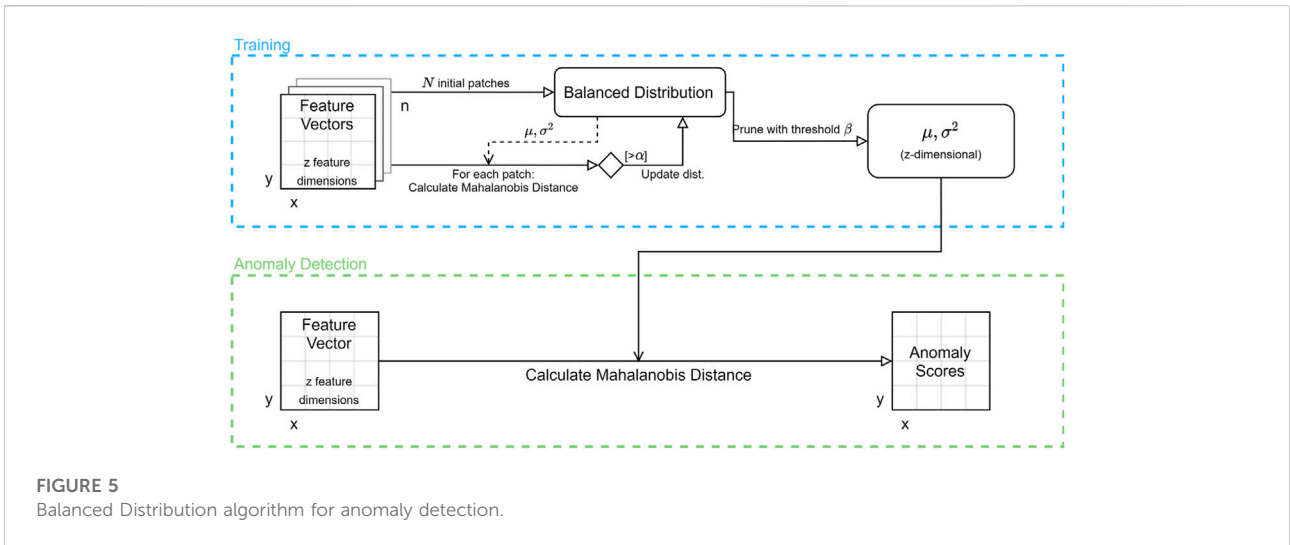 Training
Feature
Vectors
z feature
dimensions
y
x
n
N initial patches
Balanced Distribution
μ, σ²
For each patch:
Calculate Mahalanobis Distance
[>α]
Update dist.
Prune with threshold β
μ, σ²
(z-dimensional)
Anomaly Detection
Feature
Vector
z feature
dimensions
y
x
Calculate Mahalanobis Distance
Anomaly
Scores
y
x
FIGURE 5
Balanced Distribution algorithm for anomaly detection.